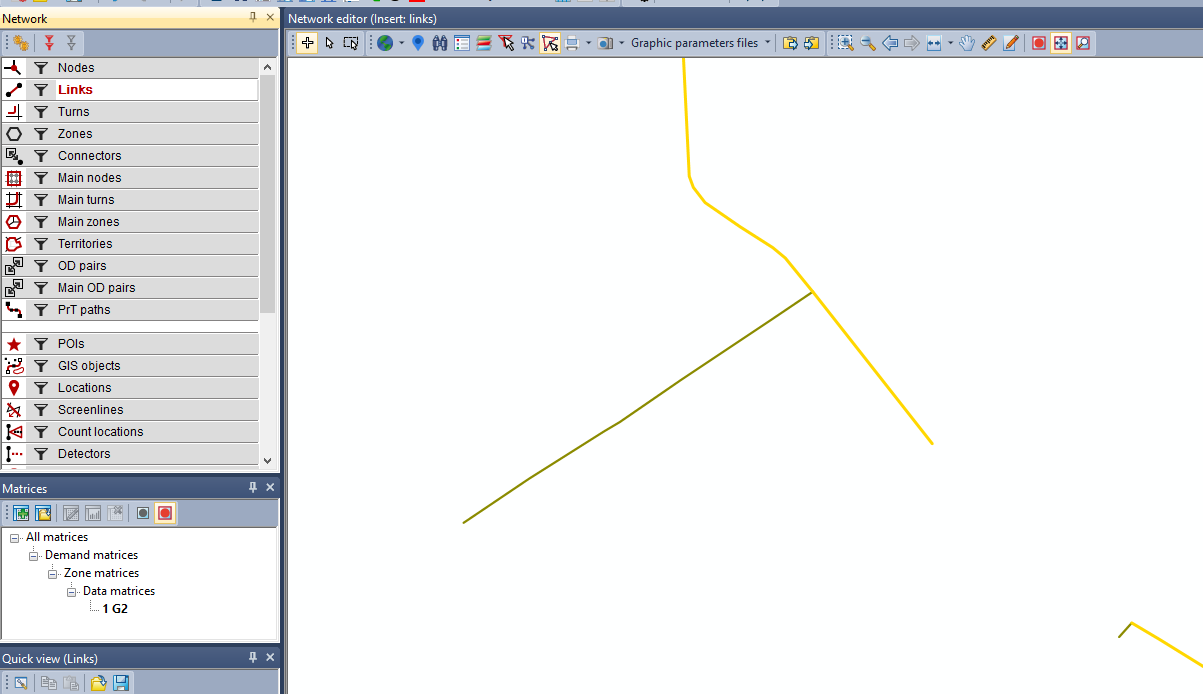 Network
Network editor (Insert: links)
Graphic parameters files
Nodes
Links
Turns
Zones
Connectors
Main nodes
Main turns
Main zones
Territories
OD pairs
Main OD pairs
PrT paths
POIs
GIS objects
Locations
Screenlines
Count locations
Detectors
Matrices
All matrices
Demand matrices
Zone matrices
Data matrices
1 G2
Quick view (Links)